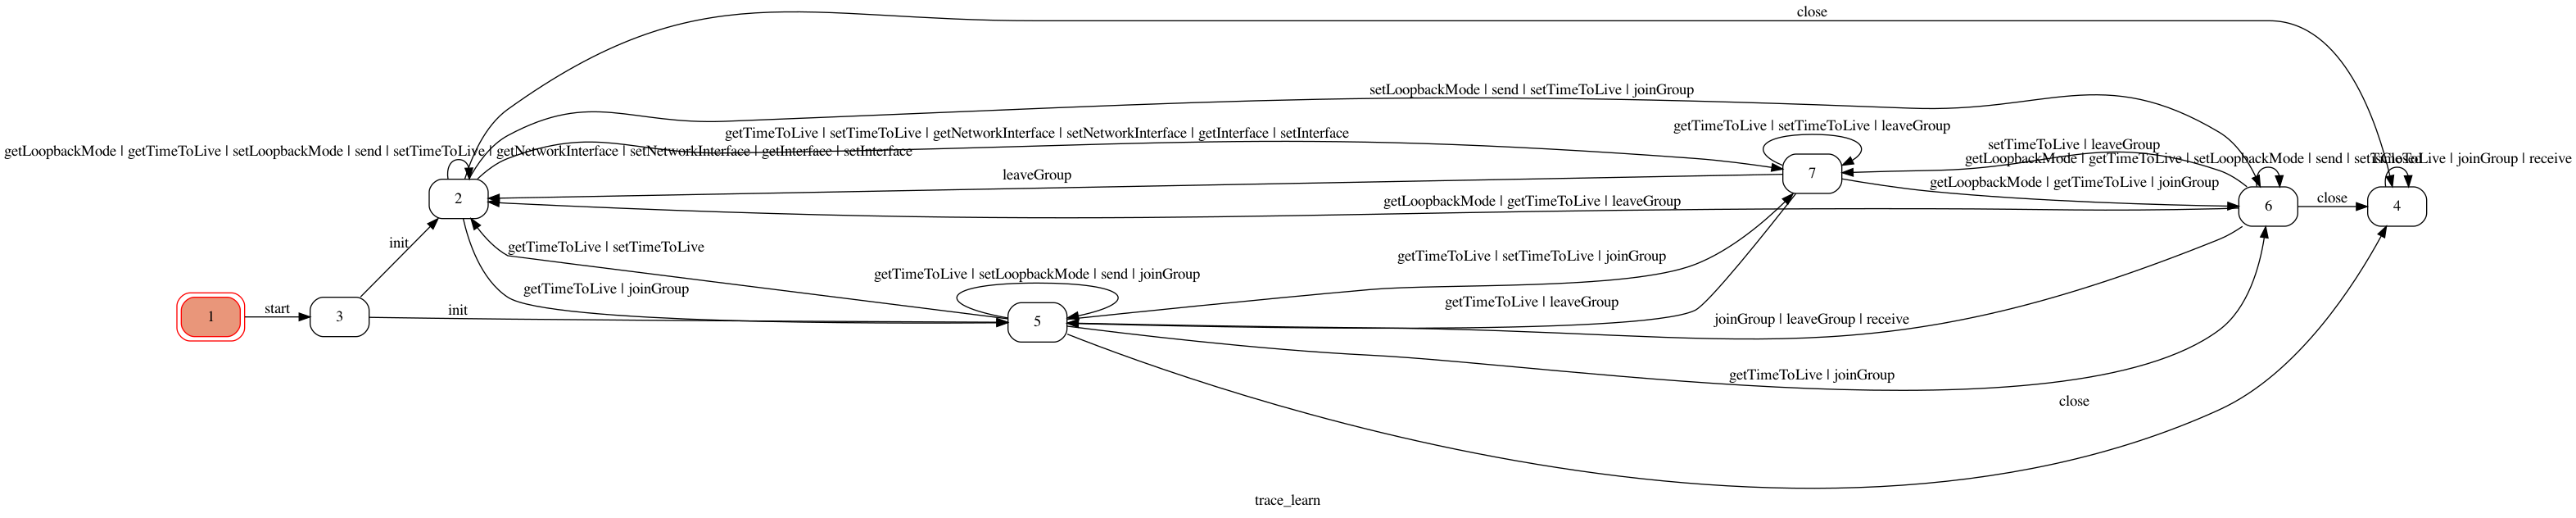 close
setLoopbackMode | send | setTimeToLive | joinGroup
getTimeToLive | setTimeToLive | getNetworkInterface | setNetworkInterface | getInterface | setInterface
getTimeToLive | setTimeToLive | leaveGroup
setTimeToLive | leaveGroup
getLoopbackMode | getTimeToLive | setLoopbackMode | send | setTimeToLive | getNetworkInterface | setNetworkInterface | getInterface | setInterface
getLoopbackMode | getTimeToLive | setLoopbackMode | send | setTimeToLive | joinGroup | receive
7
leaveGroup
getLoopbackMode | getTimeToLive | joinGroup
2
getLoopbackMode | getTimeToLive | leaveGroup
6
close
4
init
getTimeToLive | setTimeToLive
getTimeToLive | setTimeToLive | joinGroup
getTimeToLive | setLoopbackMode | send | joinGroup
getTimeToLive | joinGroup
getTimeToLive | leaveGroup
1
start
3
init
5
joinGroup | leaveGroup | receive
getTimeToLive | joinGroup
close
trace_learn